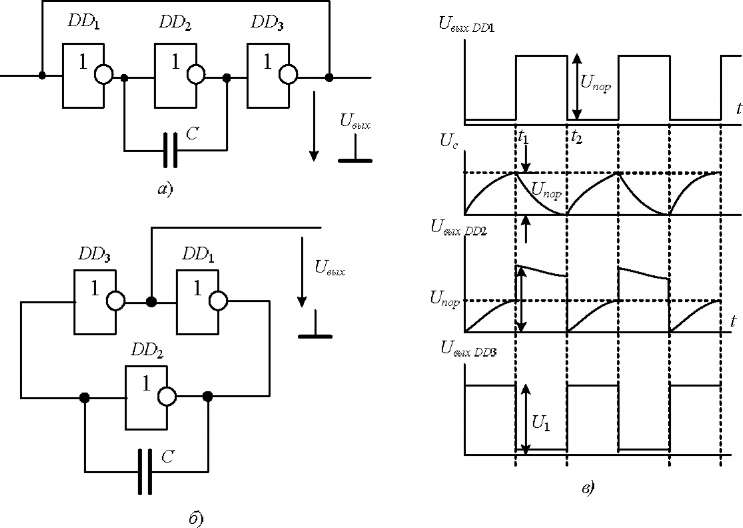 DD1 DD2 DD3
1 1 1
C
Uвых
а)
DD3 DD1
1 1
Uвых
DD2
1
C
б)
Uвых DD1
Uпор
t
t1 t2
Uc
Uпор
Uвых DD2
Uпор
t
Uвых DD3
U1
в)